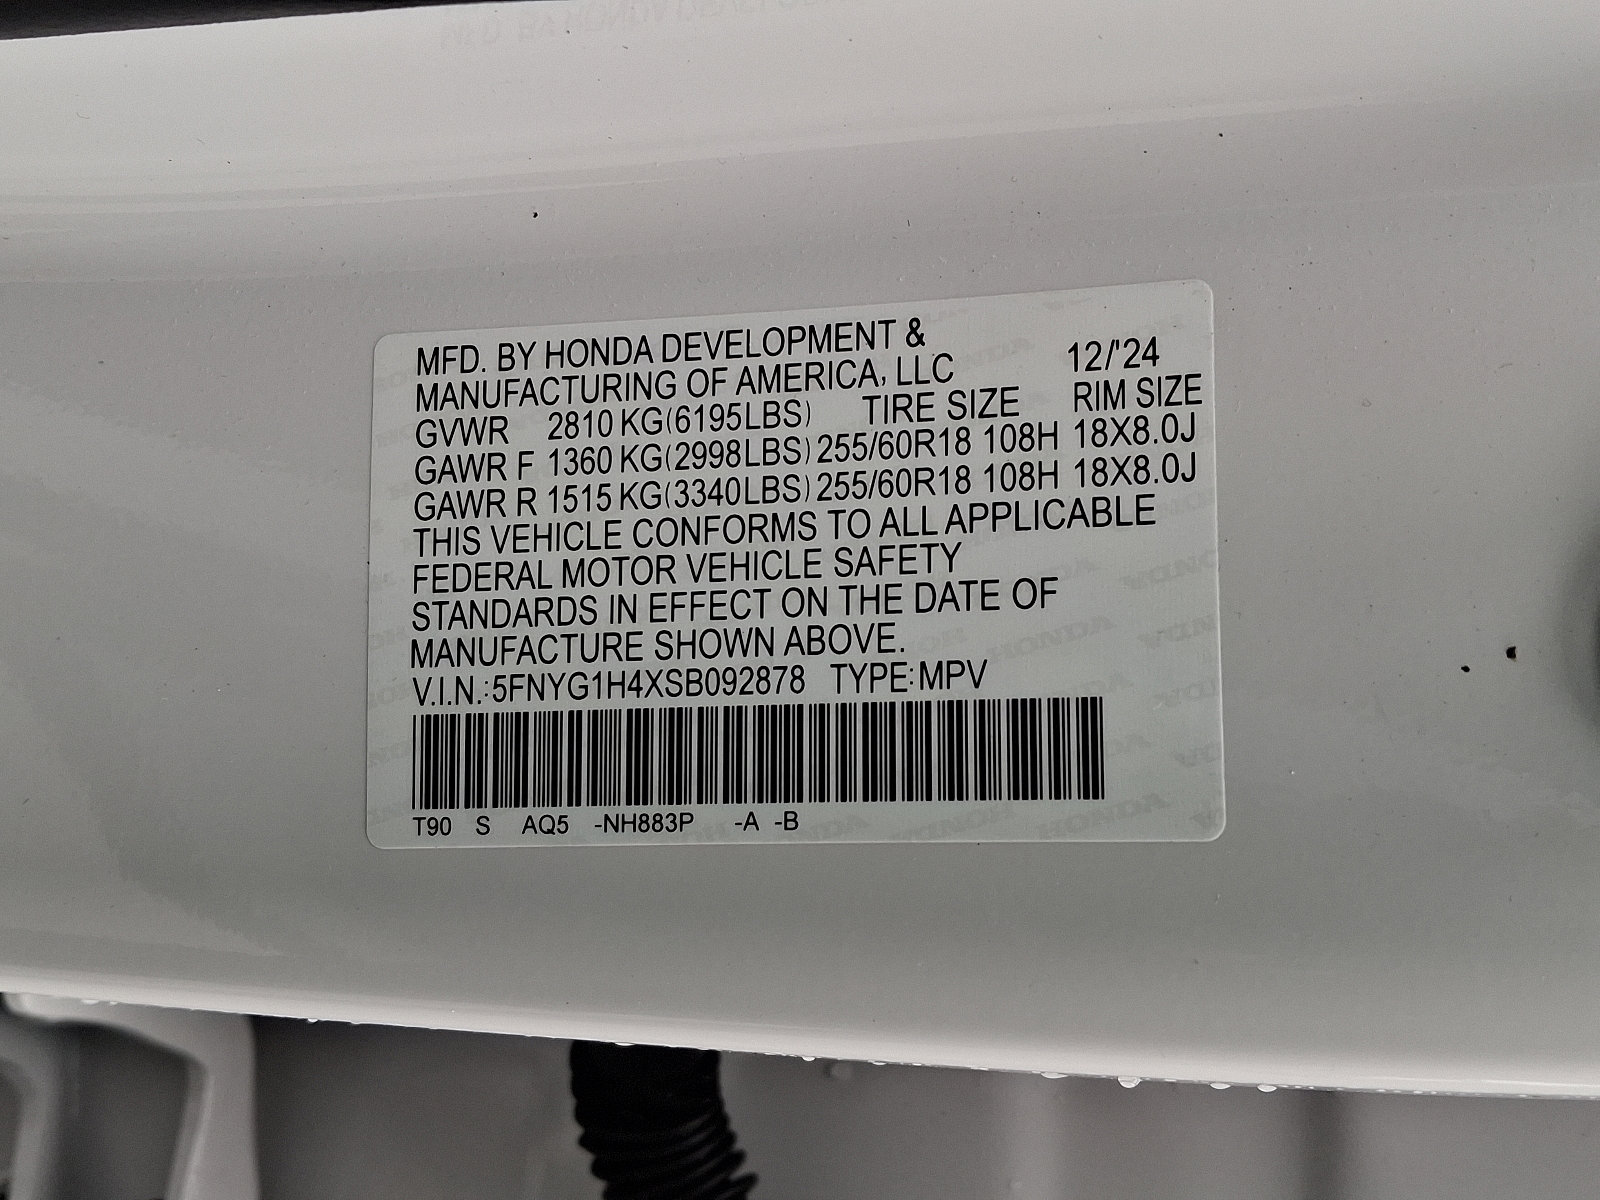 MFD. BY HONDA DEVELOPMENT &
MANUFACTURING OF AMERICA, LLC 12/'24
GVWR 2810 KG(6195LBS) TIRE SIZE RIM SIZE
GAWR F 1360 KG(2998LBS) 255/60R18 108H 18X8.0J
GAWR R 1515 KG(3340LBS) 255/60R18 108H 18X8.0J
THIS VEHICLE CONFORMS TO ALL APPLICABLE
FEDERAL MOTOR VEHICLE SAFETY
STANDARDS IN EFFECT ON THE DATE OF
MANUFACTURE SHOWN ABOVE.
V.I.N.:5FNYG1H4XSB092878 TYPE:MPV
T90 S AQ5 -NH883P -A -B